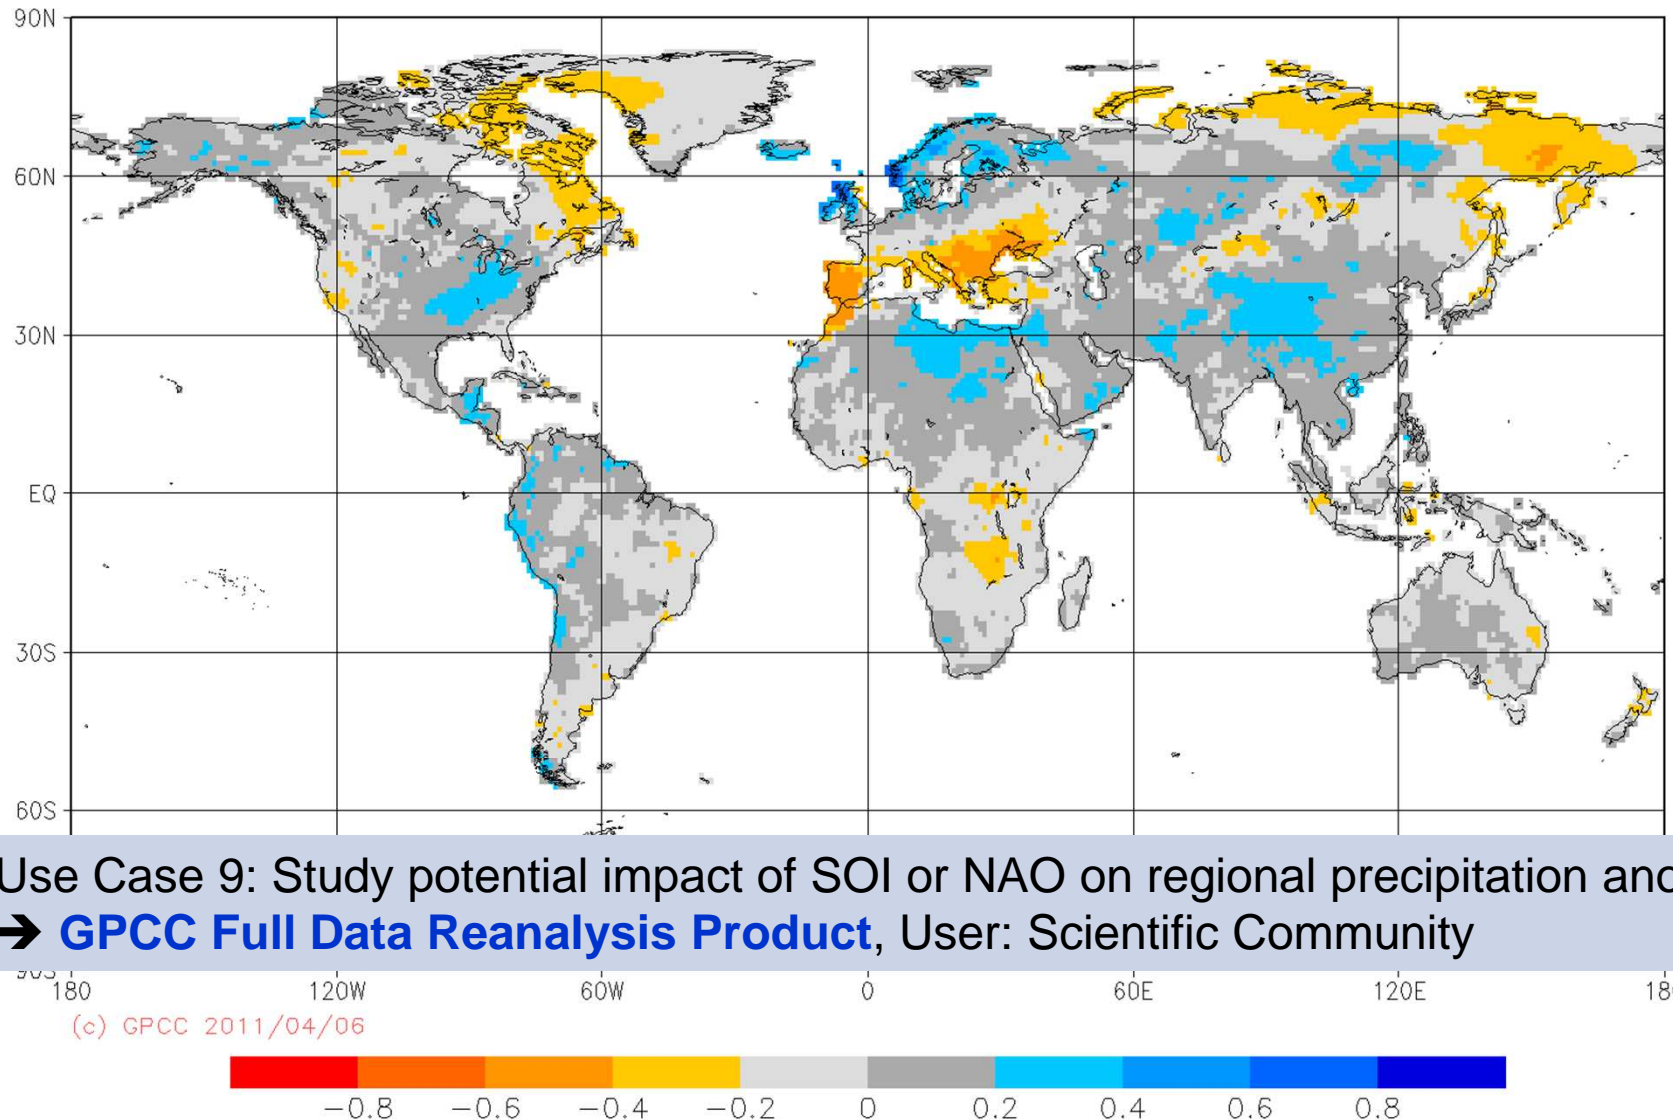 90N
60N
30N
EQ
30S
60S
Use Case 9: Study potential impact of SOI or NAO on regional precipitation and
➔ GPCC Full Data Reanalysis Product, User: Scientific Community
90S
180 120W 60W 0 60E 120E 18
(c) GPCC 2011/04/06
−0.8 −0.6 −0.4 −0.2 0 0.2 0.4 0.6 0.8